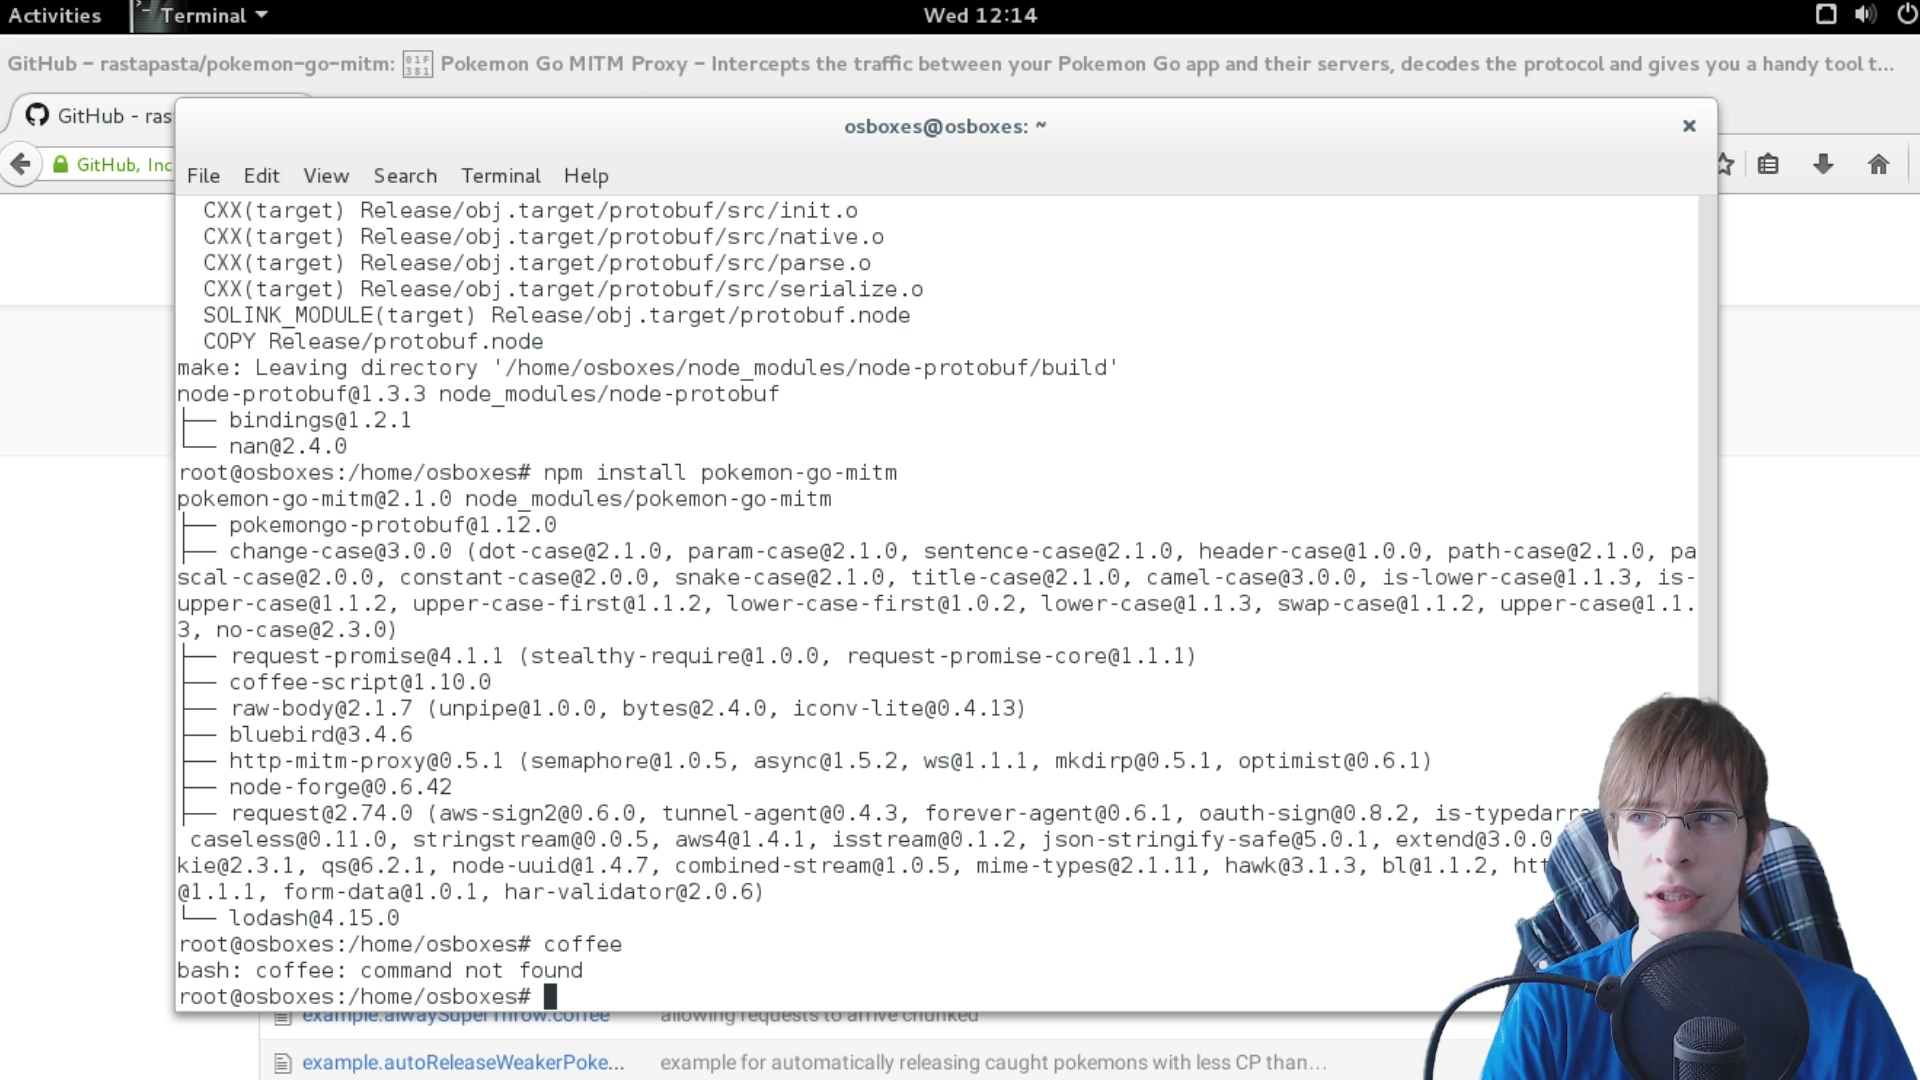 Activities
Terminal
Wed 12:14
GitHub – rastapasta/pokemon-go-mitm: 01F381 Pokemon Go MITM Proxy – Intercepts the traffic between your Pokemon Go app and their servers, decodes the protocol and gives you a handy tool t...
GitHub - ras
osboxes@osboxes: ~
GitHub, Inc
File Edit View Search Terminal Help
CXX(target) Release/obj.target/protobuf/src/init.o
CXX(target) Release/obj.target/protobuf/src/native.o
CXX(target) Release/obj.target/protobuf/src/parse.o
CXX(target) Release/obj.target/protobuf/src/serialize.o
SOLINK_MODULE(target) Release/obj.target/protobuf.node
COPY Release/protobuf.node
make: Leaving directory '/home/osboxes/node_modules/node-protobuf/build'
node-protobuf@1.3.3 node_modules/node-protobuf
├── bindings@1.2.1
└── nan@2.4.0
root@osboxes:/home/osboxes# npm install pokemon-go-mitm
pokemon-go-mitm@2.1.0 node_modules/pokemon-go-mitm
├── pokemongo-protobuf@1.12.0
├── change-case@3.0.0 (dot-case@2.1.0, param-case@2.1.0, sentence-case@2.1.0, header-case@1.0.0, path-case@2.1.0, pa
scal-case@2.0.0, constant-case@2.0.0, snake-case@2.1.0, title-case@2.1.0, camel-case@3.0.0, is-lower-case@1.1.3, is-
upper-case@1.1.2, upper-case-first@1.1.2, lower-case-first@1.0.2, lower-case@1.1.3, swap-case@1.1.2, upper-case@1.1.
3, no-case@2.3.0)
├── request-promise@4.1.1 (stealthy-require@1.0.0, request-promise-core@1.1.1)
├── coffee-script@1.10.0
├── raw-body@2.1.7 (unpipe@1.0.0, bytes@2.4.0, iconv-lite@0.4.13)
├── bluebird@3.4.6
├── http-mitm-proxy@0.5.1 (semaphore@1.0.5, async@1.5.2, ws@1.1.1, mkdirp@0.5.1, optimist@0.6.1)
├── node-forge@0.6.42
├── request@2.74.0 (aws-sign2@0.6.0, tunnel-agent@0.4.3, forever-agent@0.6.1, oauth-sign@0.8.2, is-typedarra
caseless@0.11.0, stringstream@0.0.5, aws4@1.4.1, isstream@0.1.2, json-stringify-safe@5.0.1, extend@3.0.0
kie@2.3.1, qs@6.2.1, node-uuid@1.4.7, combined-stream@1.0.5, mime-types@2.1.11, hawk@3.1.3, bl@1.1.2, htt
@1.1.1, form-data@1.0.1, har-validator@2.0.6)
└── lodash@4.15.0
root@osboxes:/home/osboxes# coffee
bash: coffee: command not found
root@osboxes:/home/osboxes#
example.alwaySuperThrow.coffee allowing requests to arrive chunked
example.autoReleaseWeakerPoke... example for automatically releasing caught pokemons with less CP than...